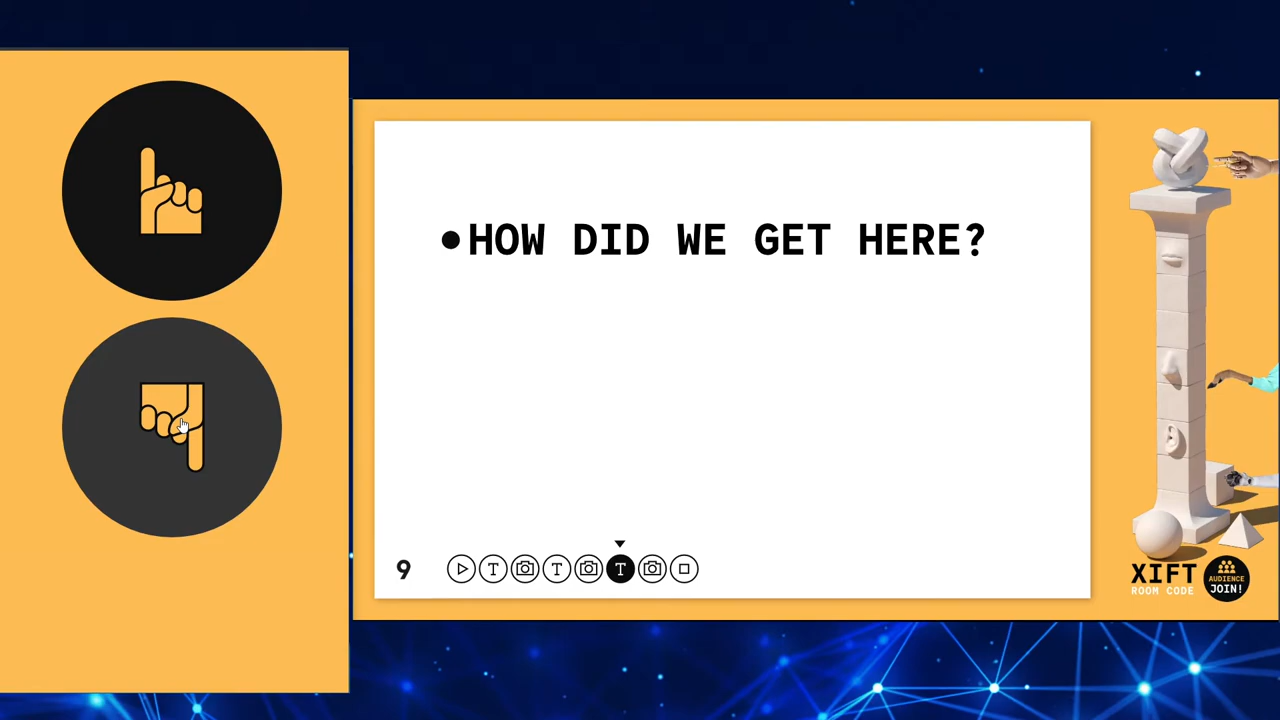 •HOW DID WE GET HERE?
9
T
T
T
XIFT
ROOM CODE
AUDIENCE
JOIN!